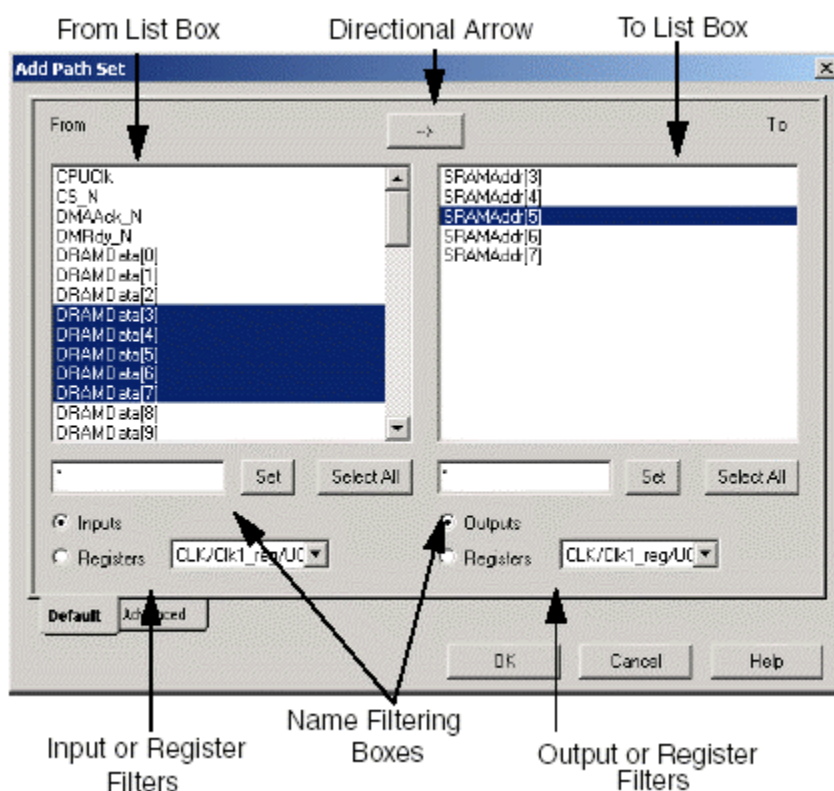 From List Box
Directional Arrow
To List Box
Add Path Set
From
-->
To
CPUClk
CS_N
DMAAck_N
DMRdy_N
DRAMData[0]
DRAMData[1]
DRAMData[2]
DRAMData[3]
DRAMData[4]
DRAMData[5]
DRAMData[6]
DRAMData[7]
DRAMData[8]
DRAMData[9]
SRAMAddr[3]
SRAMAddr[4]
SRAMAddr[5]
SRAMAddr[6]
SRAMAddr[7]
*
Set
Select All
*
Set
Select All
Inputs
Registers
CLK/Clk1_reg/U0
Outputs
Registers
CLK/Clk1_reg/U0
Default
Advanced
OK
Cancel
Help
Name Filtering
Boxes
Input or Register
Filters
Output or Register
Filters